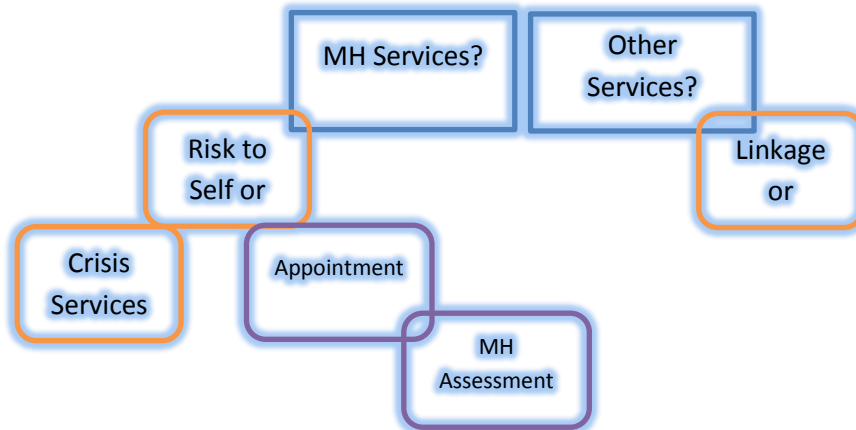 MH Services?
Other
Services?
Risk to
Self or
Linkage
or
Crisis
Services
Appointment
MH
Assessment